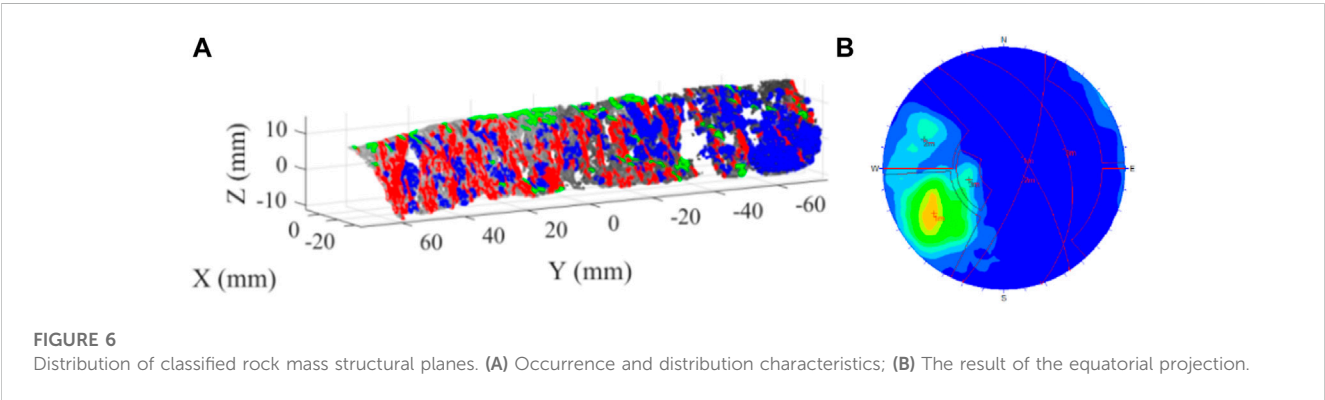 A
B
10
0
-10
Z (mm)
0
-20
60
40
20
0
-20
-40
-60
X (mm)
Y (mm)
N
W
E
S
FIGURE 6
Distribution of classified rock mass structural planes. (A) Occurrence and distribution characteristics; (B) The result of the equatorial projection.